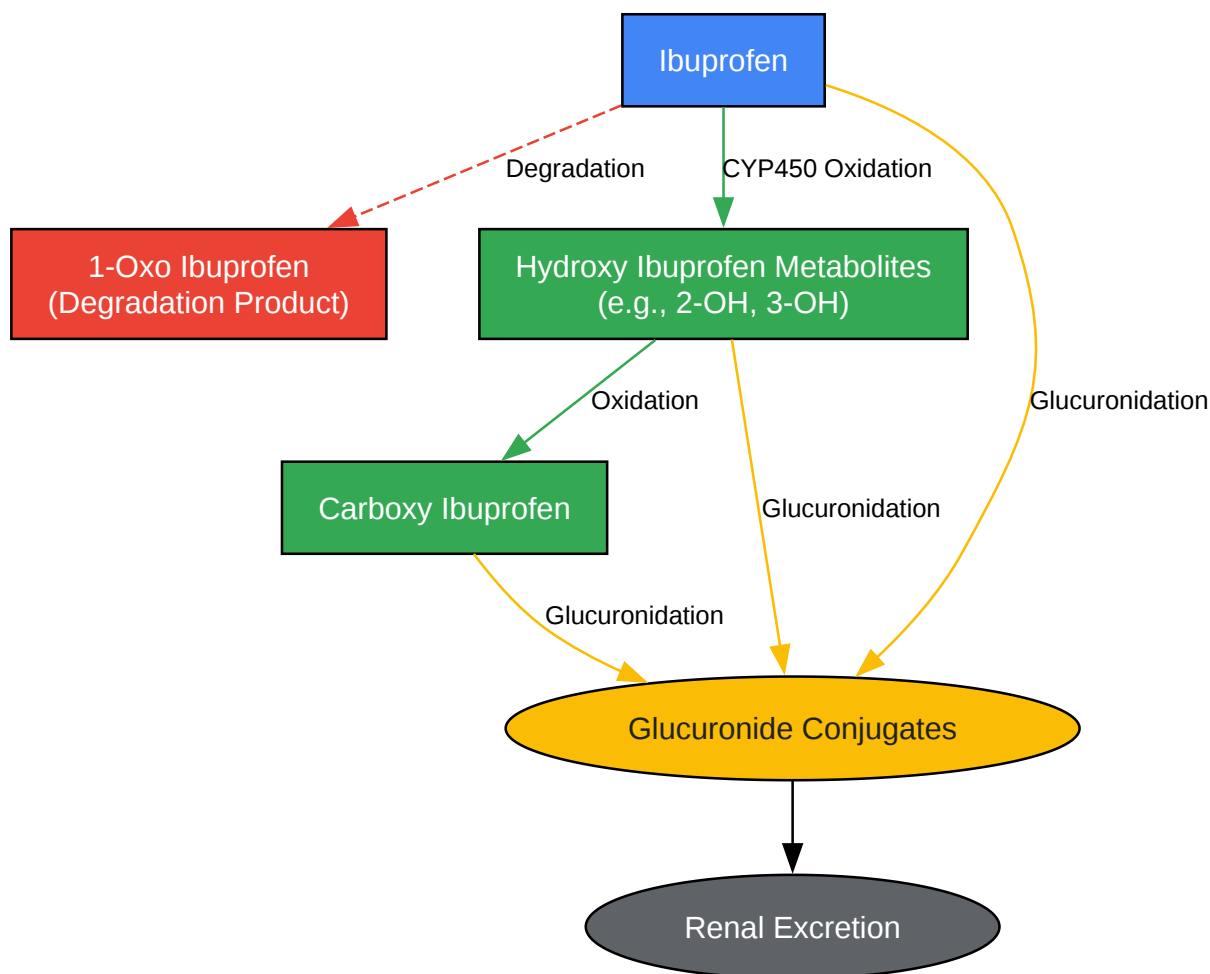 Ibuprofen
Degradation
CYP450 Oxidation
1-Oxo Ibuprofen
(Degradation Product)
Hydroxy Ibuprofen Metabolites
(e.g., 2-OH, 3-OH)
Oxidation
Glucuronidation
Carboxy Ibuprofen
Glucuronidation
Glucuronidation
Glucuronide Conjugates
Renal Excretion